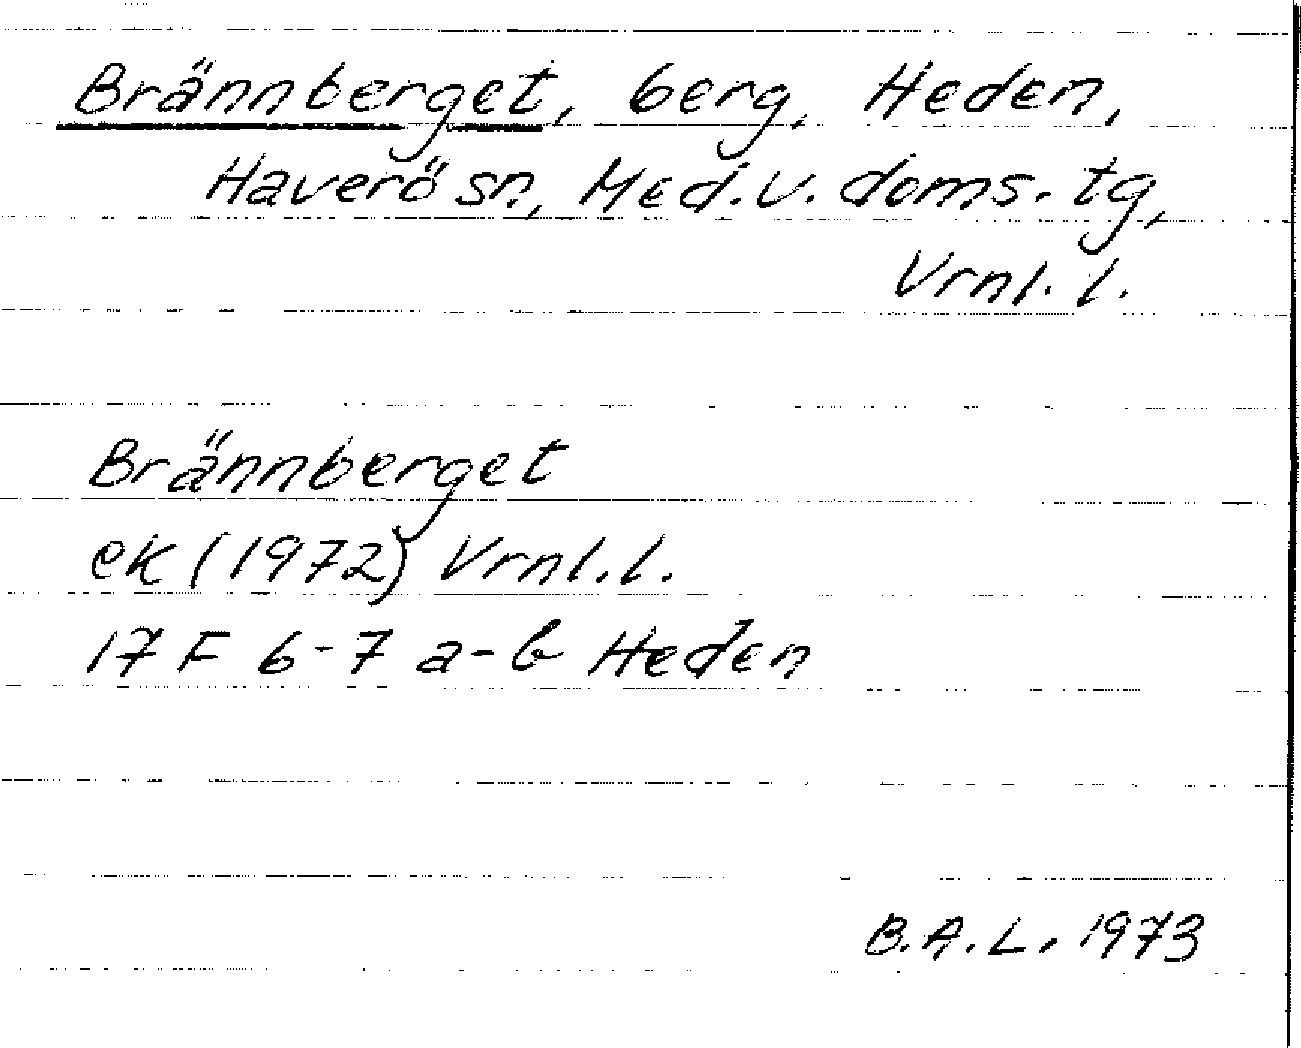 Brännberget, berg, Heden,
Haverö sn, Med. v. doms. tg,
Vrnl. l.
Brännberget
ek (1972) Vrnl. l.
17 F 6-7 a-b Heden
B.A.L. 1973